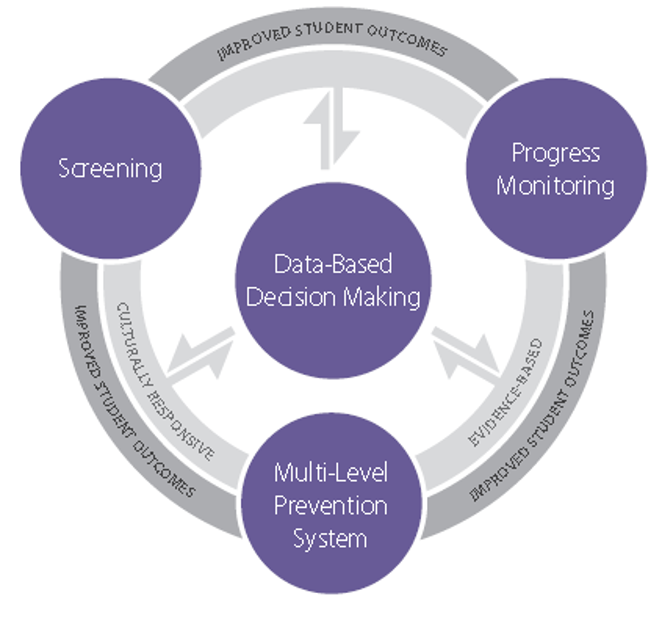 IMPROVED STUDENT OUTCOMES
Screening
Progress
Monitoring
Data-Based
Decision Making
IMPROVED STUDENT OUTCOMES
CULTURALLY RESPONSIVE
EVIDENCE-BASED
IMPROVED STUDENT OUTCOMES
Multi-Level
Prevention
System